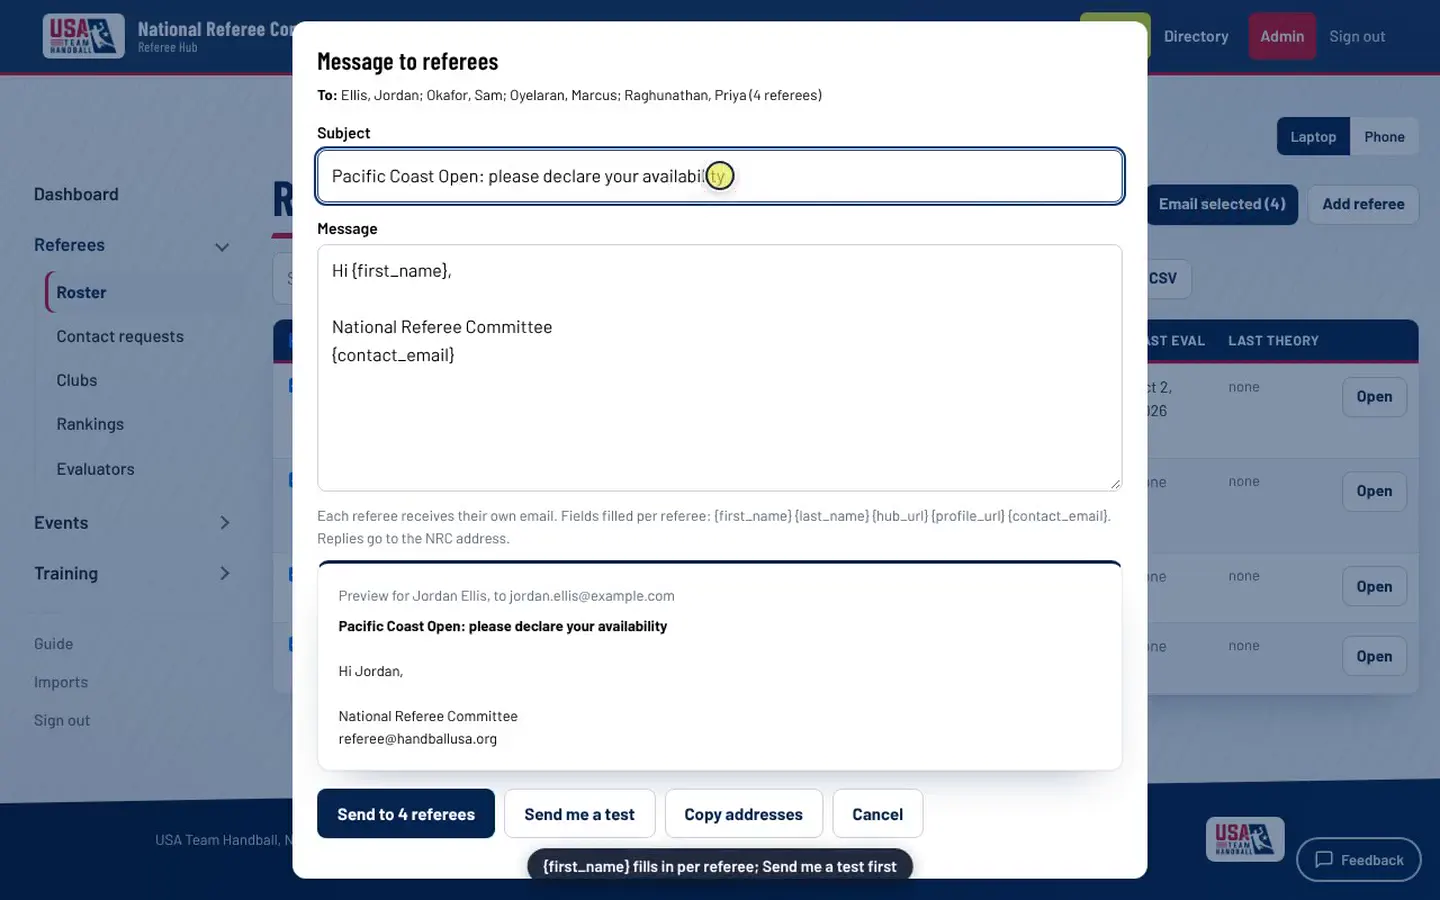 USA
TEAM
HANDBALL
National Referee Co
Referee Hub
Directory
Admin
Sign out
Laptop
Phone
Dashboard
Referees
Roster
Contact requests
Clubs
Rankings
Evaluators
Events
Training
Guide
Imports
Sign out
Email selected (4)
Add referee
CSV
AST EVAL
LAST THEORY
ct 2,
026
none
Open
ne
none
Open
ne
none
Open
ne
none
Open
Message to referees
To: Ellis, Jordan; Okafor, Sam; Oyelaran, Marcus; Raghunathan, Priya (4 referees)
Subject
Pacific Coast Open: please declare your availability
Message
Hi {first_name},
National Referee Committee
{contact_email}
Each referee receives their own email. Fields filled per referee: {first_name} {last_name} {hub_url} {profile_url} {contact_email}.
Replies go to the NRC address.
Preview for Jordan Ellis, to jordan.ellis@example.com
Pacific Coast Open: please declare your availability
Hi Jordan,
National Referee Committee
referee@handballusa.org
Send to 4 referees
Send me a test
Copy addresses
Cancel
{first_name} fills in per referee; Send me a test first
USA Team Handball, N
USA
TEAM
HANDBALL
Feedback